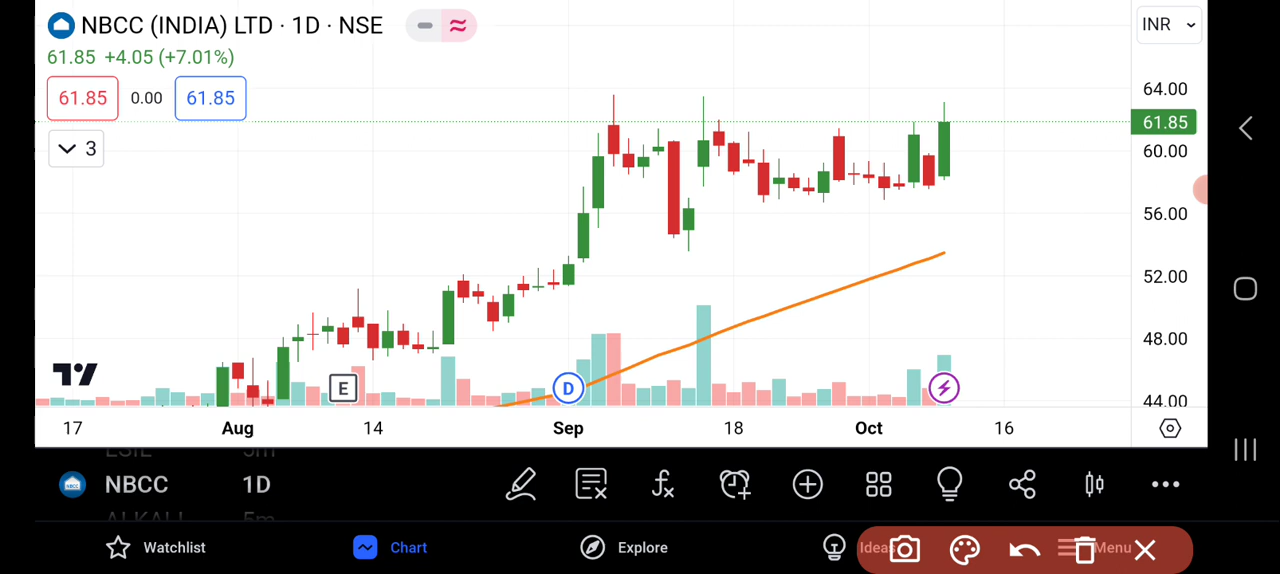 NBCC (INDIA) LTD · 1D · NSE
INR
61.85 +4.05 (+7.01%)
61.85 0.00 61.85
3
64.00
61.85
60.00
56.00
52.00
48.00
44.00
E
D
17 Aug 14 Sep 18 Oct 16
NBCC 1D
ALKALI 5m
Watchlist Chart Explore Ideas Menu